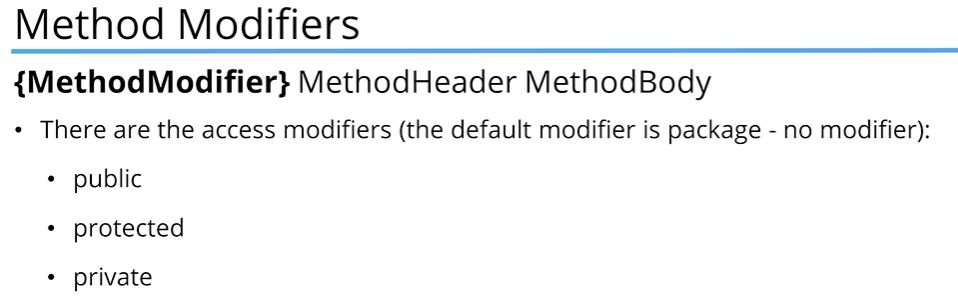 Method Modifiers
{MethodModifier} MethodHeader MethodBody
• There are the access modifiers (the default modifier is package - no modifier):
• public
• protected
• private